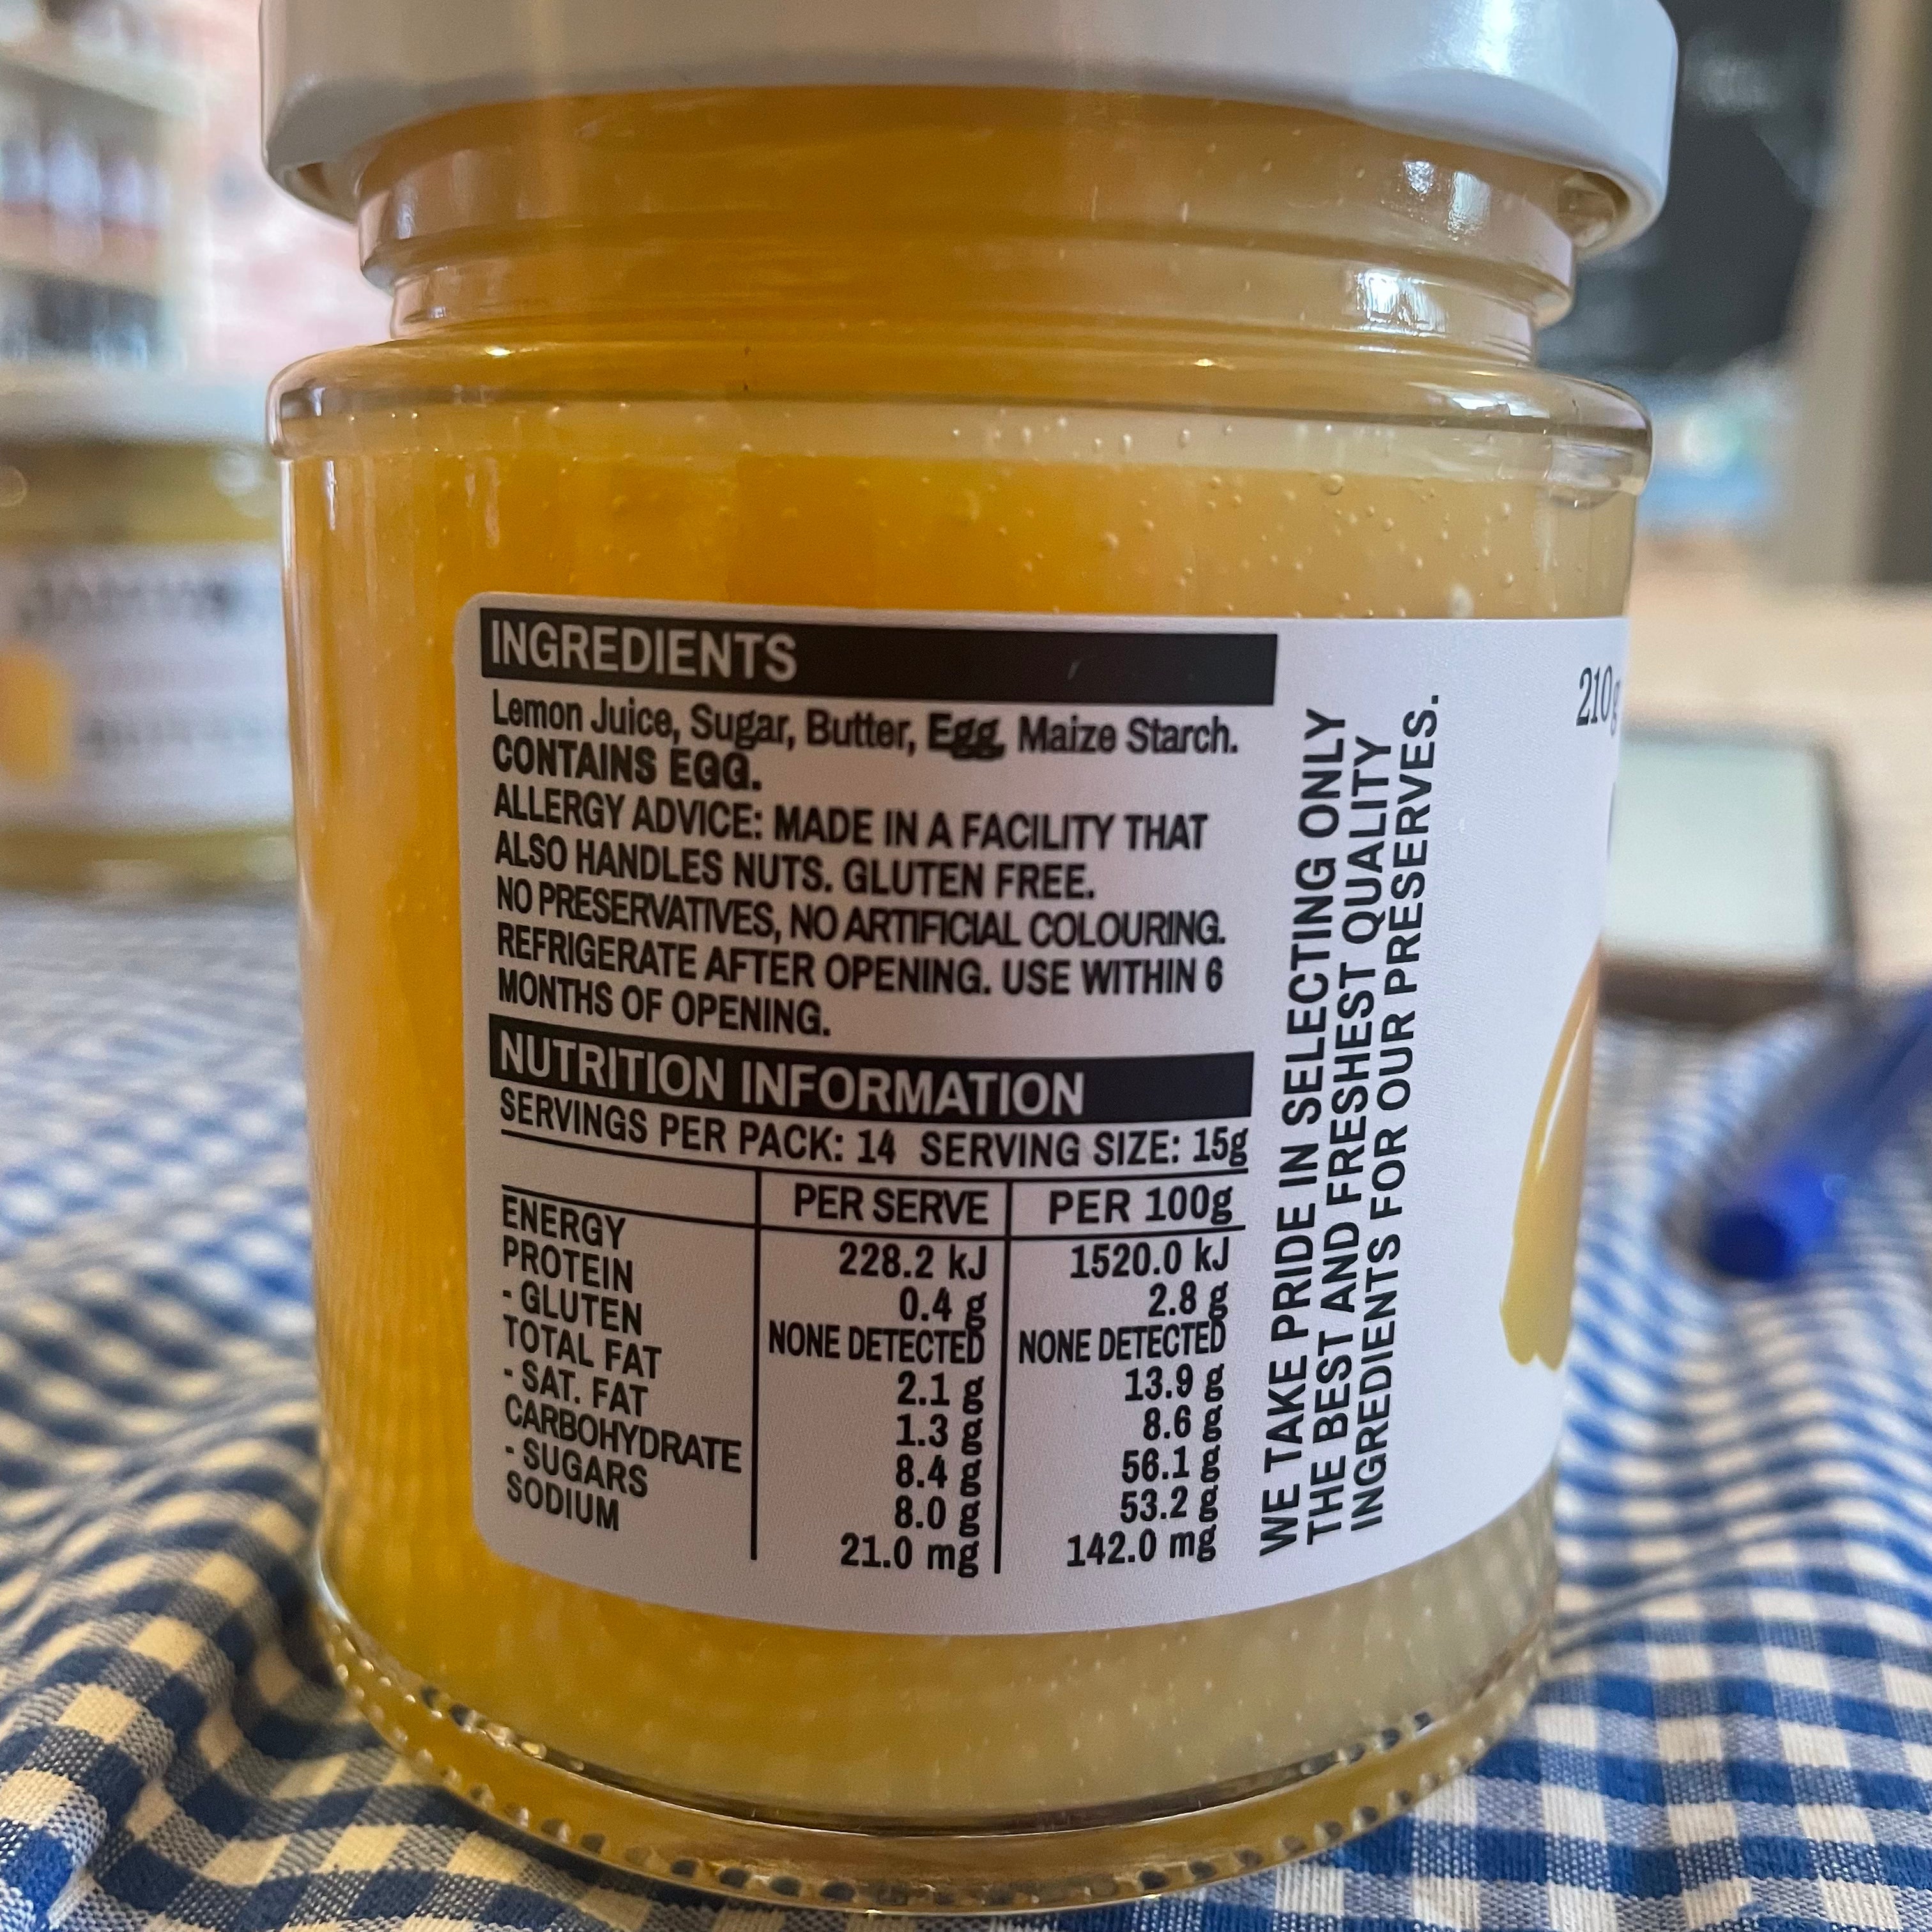 INGREDIENTS
Lemon Juice, Sugar, Butter, Egg, Maize Starch.
CONTAINS EGG.
ALLERGY ADVICE: MADE IN A FACILITY THAT
ALSO HANDLES NUTS. GLUTEN FREE.
NO PRESERVATIVES, NO ARTIFICIAL COLOURING.
REFRIGERATE AFTER OPENING. USE WITHIN 6
MONTHS OF OPENING.
NUTRITION INFORMATION
SERVINGS PER PACK: 14 SERVING SIZE: 15g
PER SERVE PER 100g
ENERGY 228.2 kJ 1520.0 kJ
PROTEIN 0.4 g 2.8 g
- GLUTEN NONE DETECTED NONE DETECTED
TOTAL FAT 2.1 g 13.9 g
- SAT. FAT 1.3 g 8.6 g
CARBOHYDRATE 8.4 g 56.1 g
- SUGARS 8.0 g 53.2 g
SODIUM 21.0 mg 142.0 mg
WE TAKE PRIDE IN SELECTING ONLY
THE BEST AND FRESHEST QUALITY
INGREDIENTS FOR OUR PRESERVES.
210g